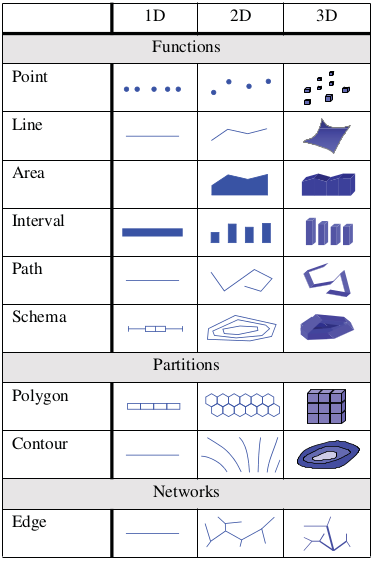 1D 2D 3D
Functions
Point
Line
Area
Interval
Path
Schema
Partitions
Polygon
Contour
Networks
Edge